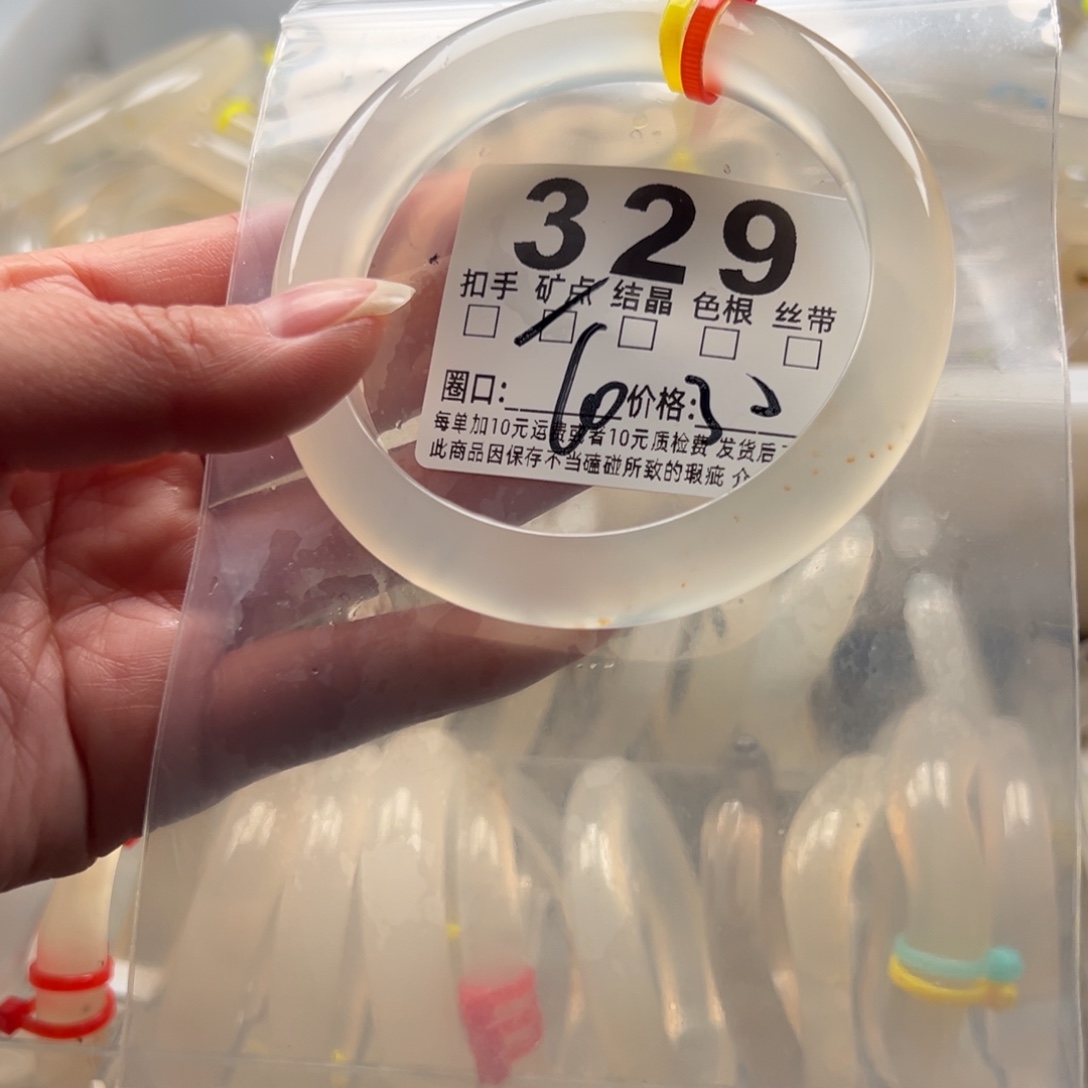 329
扣手 矿点 结晶 色根 丝带
圈口: 价格:
每单加10元运费或者10元质检费 发货后
此商品因保存不当磕碰所致的瑕疵 介